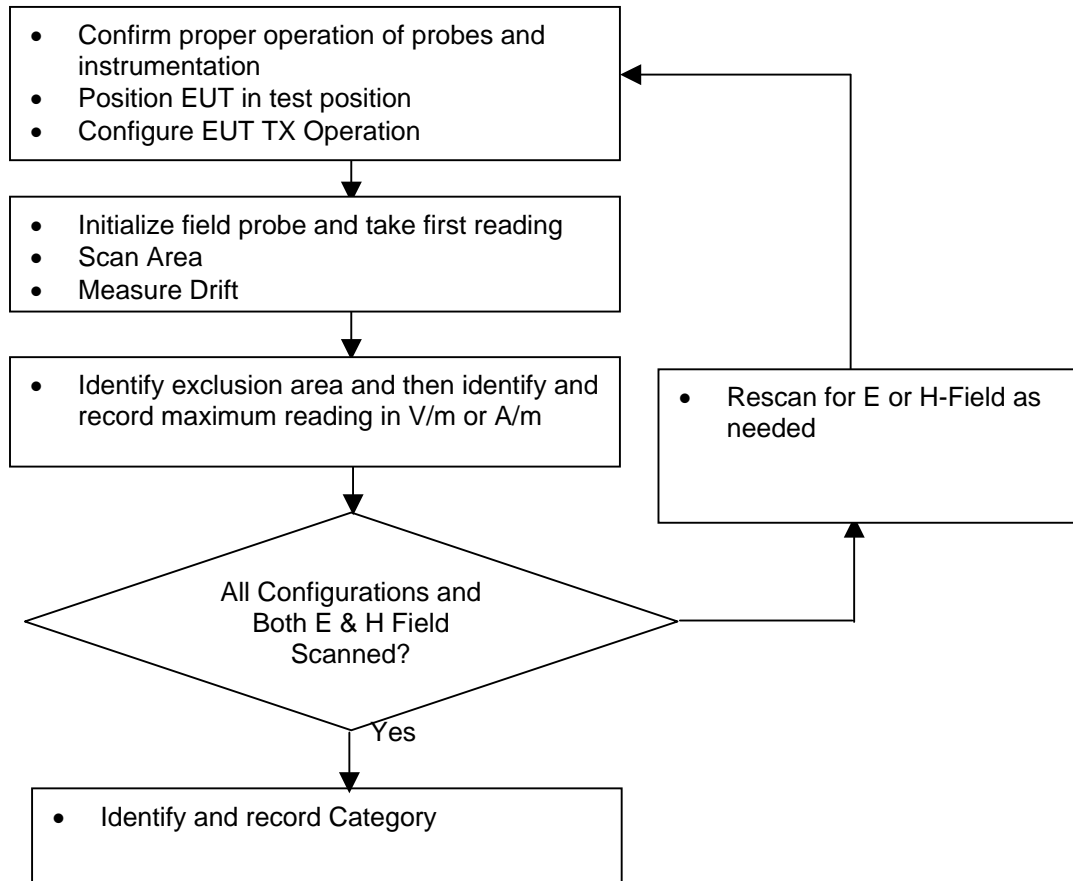 • Confirm proper operation of probes and
instrumentation
• Position EUT in test position
• Configure EUT TX Operation
• Initialize field probe and take first reading
• Scan Area
• Measure Drift
• Identify exclusion area and then identify and
record maximum reading in V/m or A/m
• Rescan for E or H-Field as
needed
All Configurations and
Both E & H Field
Scanned?
Yes
• Identify and record Category